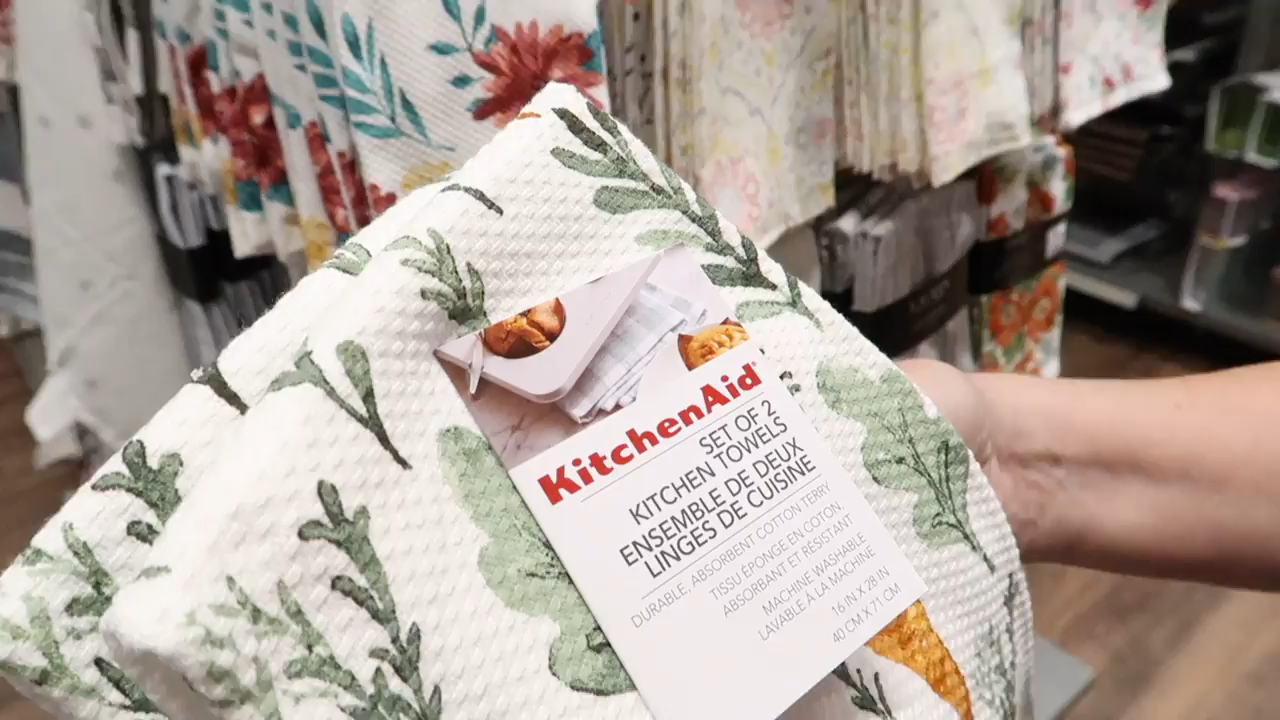 KitchenAid
SET OF 2
KITCHEN TOWELS
ENSEMBLE DE DEUX
LINGES DE CUISINE
DURABLE, ABSORBENT COTTON TERRY
TISSU ÉPONGE EN COTON,
ABSORBANT ET RÉSISTANT
MACHINE WASHABLE
LAVABLE À LA MACHINE
16 IN X 28 IN
40 CM X 71 CM